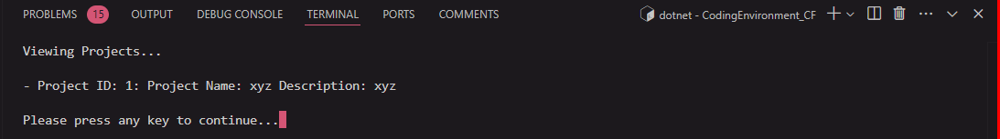 PROBLEMS 15 OUTPUT DEBUG CONSOLE TERMINAL PORTS COMMENTS dotnet - CodingEnvironment_CF
Viewing Projects...
- Project ID: 1: Project Name: xyz Description: xyz
Please press any key to continue...